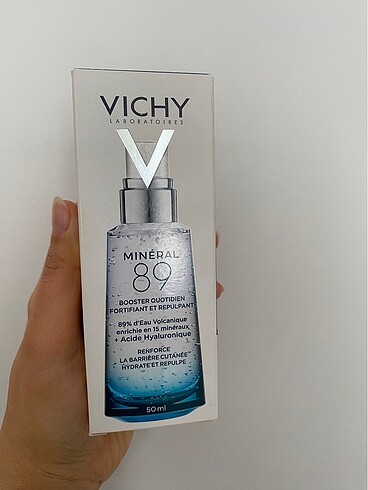 VICHY
LABORATOIRES
V
MINÉRAL
89
BOOSTER QUOTIDIEN
FORTIFIANT ET REPULPANT
89% d'Eau Volcanique
enrichie en 15 minéraux
+ Acide Hyaluronique
RENFORCE
LA BARRIÈRE CUTANÉE
HYDRATE ET REPULPE
50ml